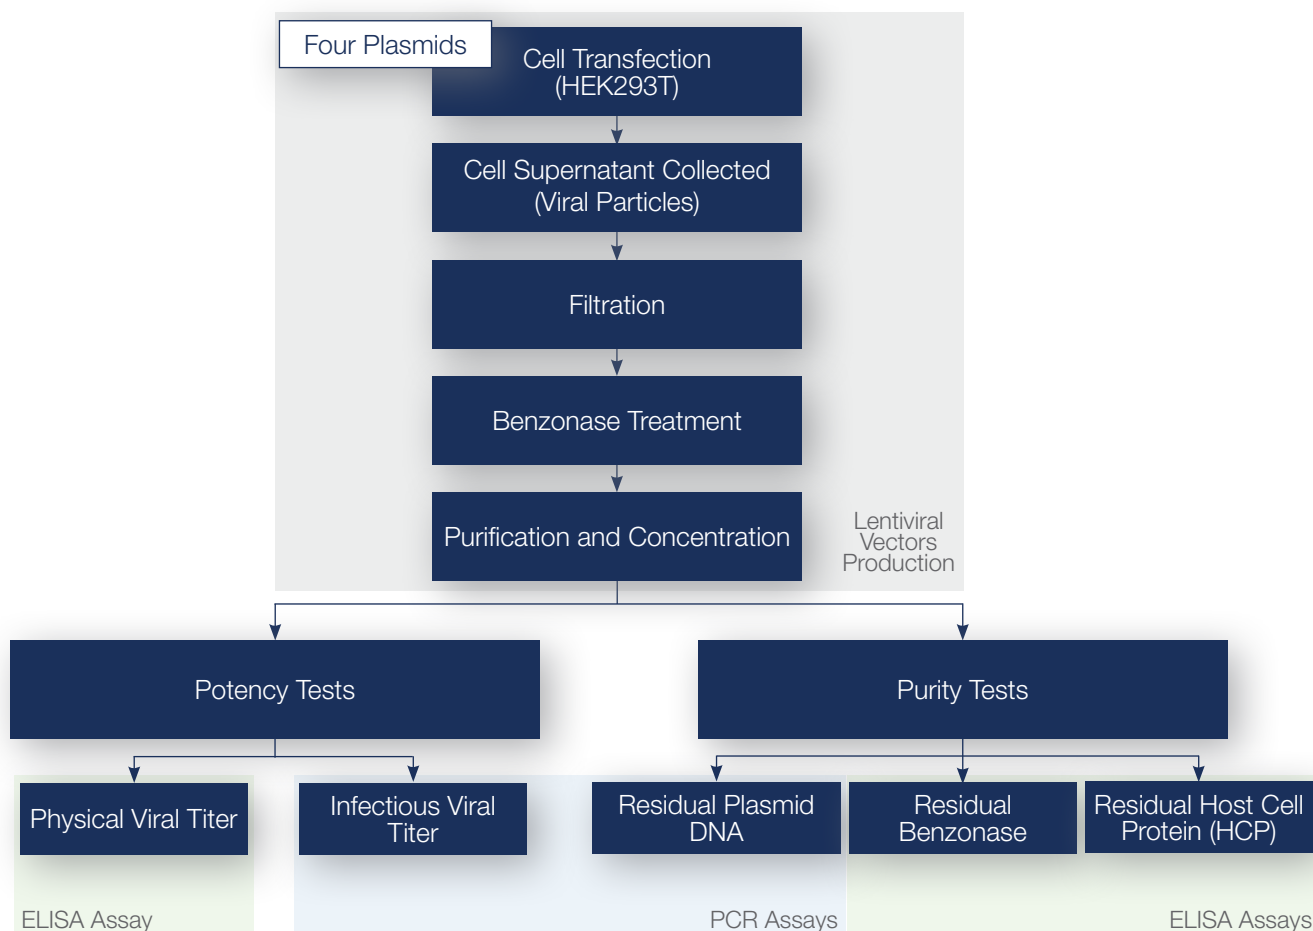 Four Plasmids
Cell Transfection
(HEK293T)
Cell Supernatant Collected
(Viral Particles)
Filtration
Benzonase Treatment
Purification and Concentration
Lentiviral
Vectors
Production
Potency Tests
Purity Tests
Physical Viral Titer
Infectious Viral
Titer
Residual Plasmid
DNA
Residual
Benzonase
Residual Host Cell
Protein (HCP)
ELISA Assay
PCR Assays
ELISA Assays